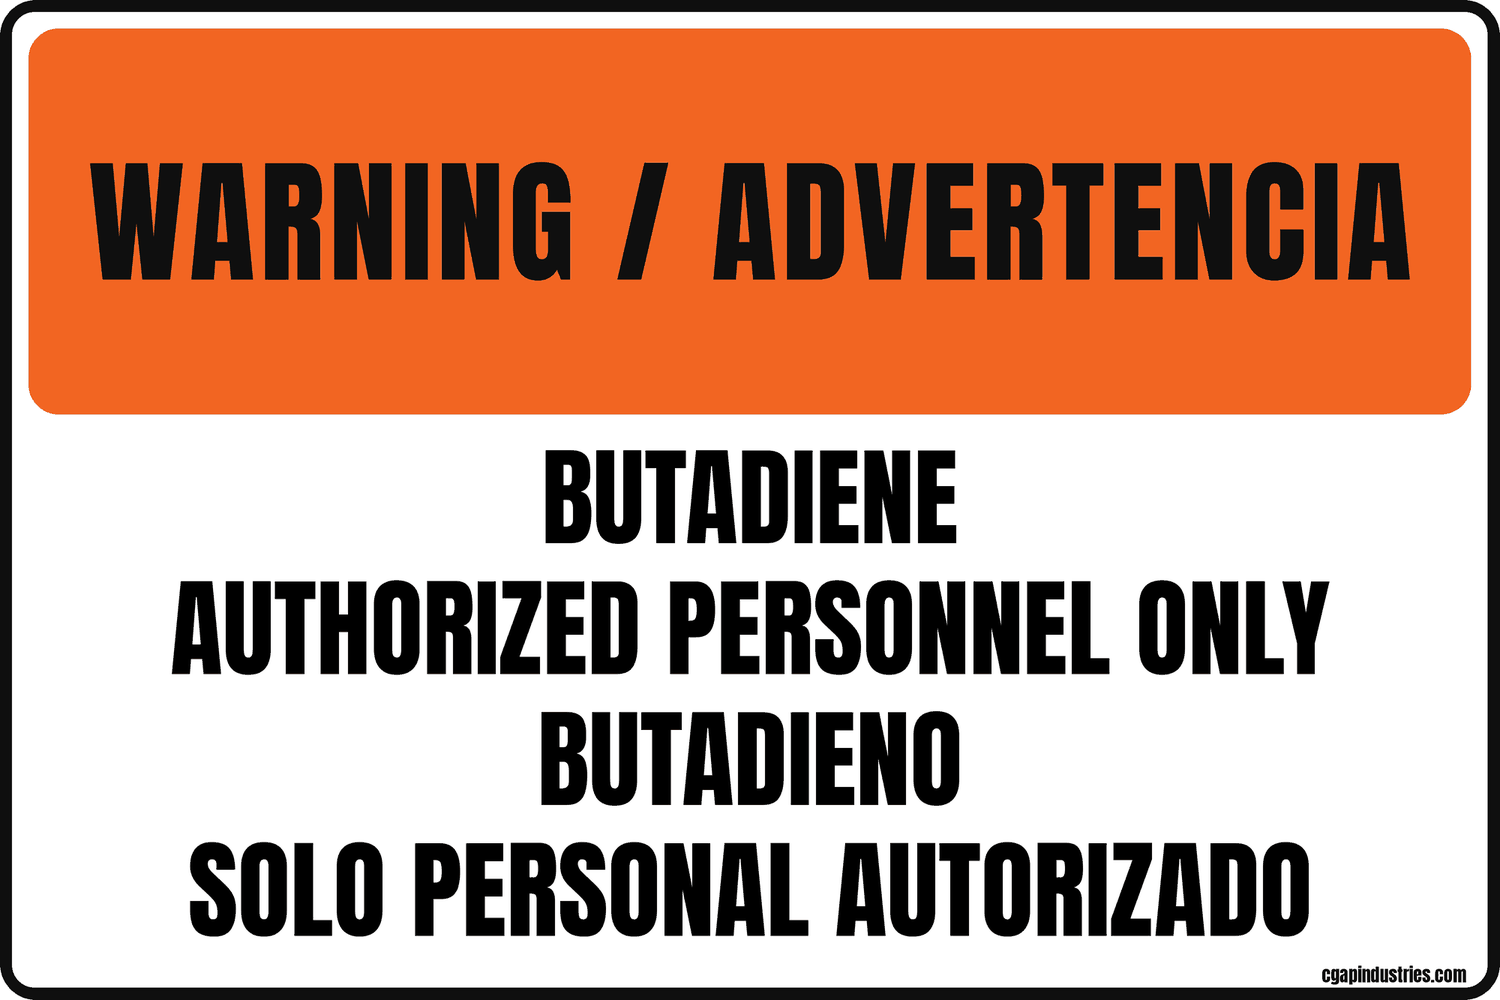 WARNING / ADVERTENCIA
BUTADIENE
AUTHORIZED PERSONNEL ONLY
BUTADIENO
SOLO PERSONAL AUTORIZADO
cgapindustries.com